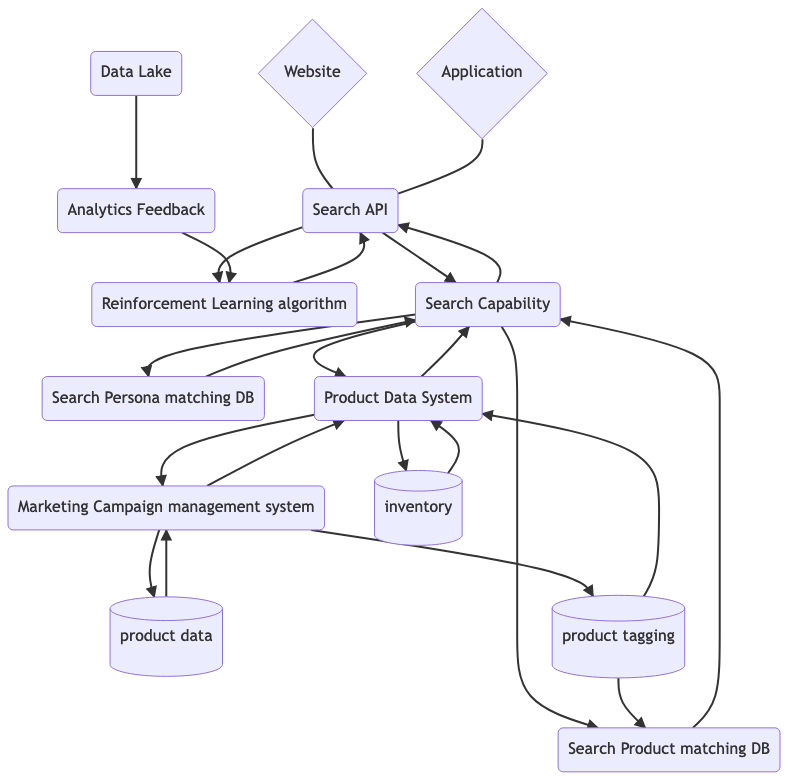 Data Lake
Website
Application
Analytics Feedback
Search API
Reinforcement Learning algorithm
Search Capability
Search Persona matching DB
Product Data System
Marketing Campaign management system
inventory
product data
product tagging
Search Product matching DB